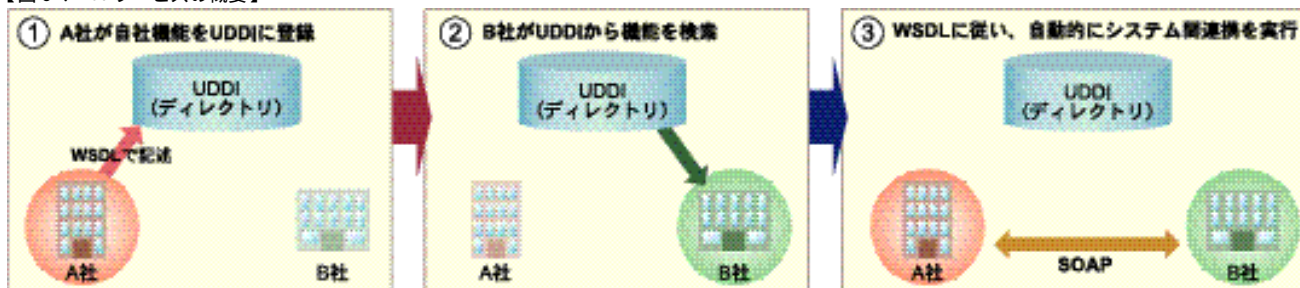 ① A社が自社機能をUDDIに登録
UDDI
(ディレクトリ)
WSDLで記述
A社
B社
② B社がUDDIから機能を検索
UDDI
(ディレクトリ)
A社
B社
③ WSDLに従い、自動的にシステム間連携を実行
UDDI
(ディレクトリ)
A社
SOAP
B社